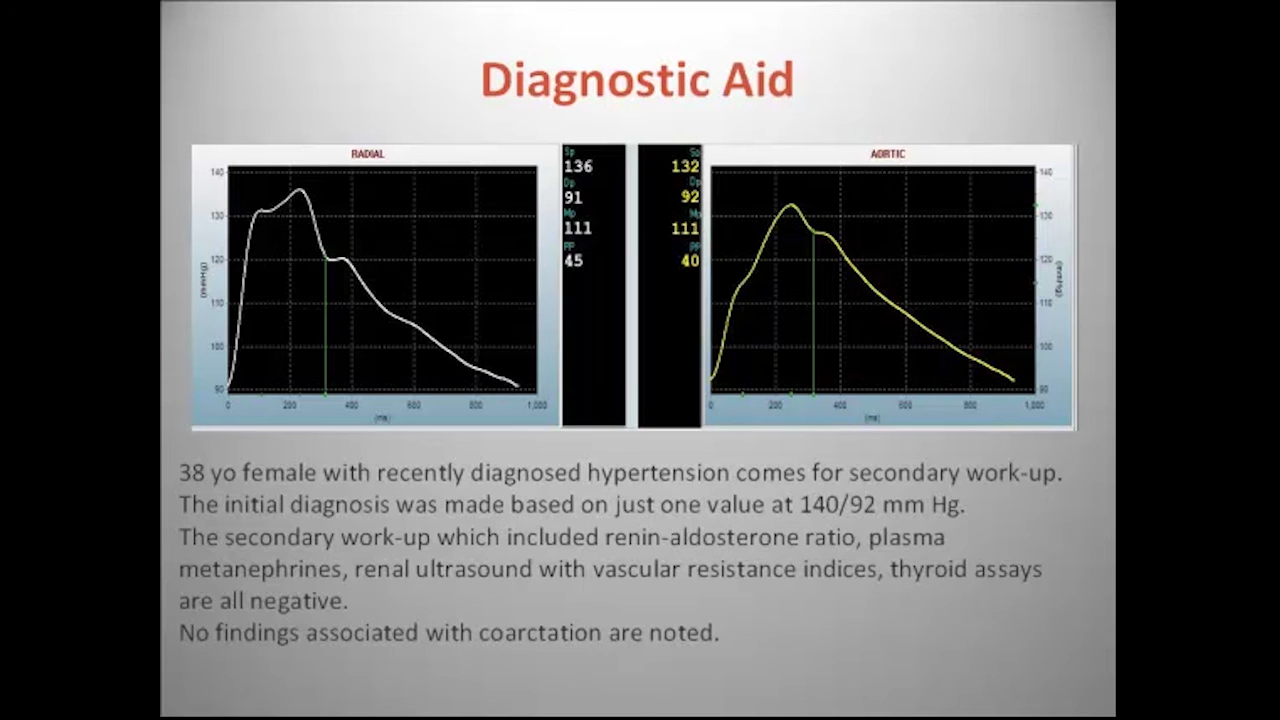 Diagnostic Aid
RADIAL
140
130
120
110
100
90
(mmHg)
0 200 400 600 800 1,000
(ms)
Sp
136
Dp
91
Mp
111
PP
45
Sp
132
Dp
92
Mp
111
PP
40
AORTIC
140
130
120
110
100
90
(mmHg)
0 200 400 600 800 1,000
(ms)
38 yo female with recently diagnosed hypertension comes for secondary work-up.
The initial diagnosis was made based on just one value at 140/92 mm Hg.
The secondary work-up which included renin-aldosterone ratio, plasma
metanephrines, renal ultrasound with vascular resistance indices, thyroid assays
are all negative.
No findings associated with coarctation are noted.